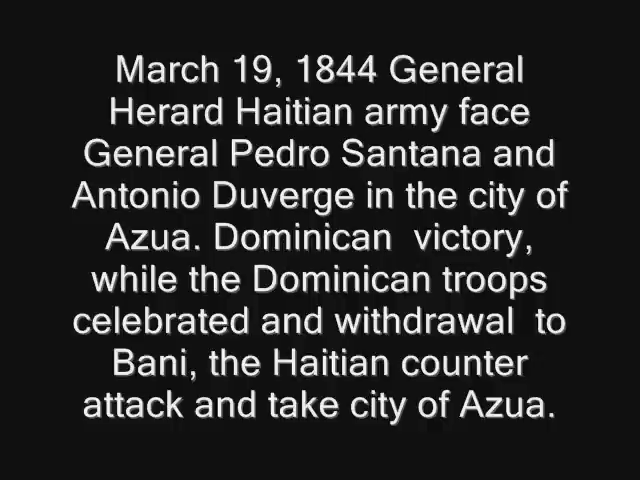 March 19, 1844 General
Herard Haitian army face
General Pedro Santana and
Antonio Duverge in the city of
Azua. Dominican  victory,
while the Dominican troops
celebrated and withdrawal  to
Bani, the Haitian counter
attack and take city of Azua.